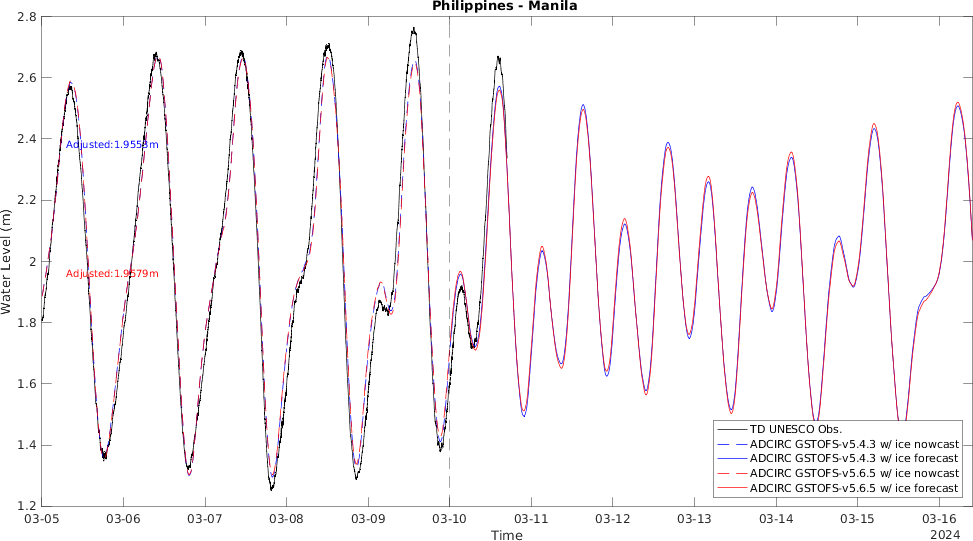 Philippines - Manila
2.8
2.6
2.4
2.2
2
1.8
1.6
1.4
1.2
Water Level (m)
Adjusted:1.9553m
Adjusted:1.9579m
TD UNESCO Obs.
ADCIRC GSTOFS-v5.4.3 w/ ice nowcast
ADCIRC GSTOFS-v5.4.3 w/ ice forecast
ADCIRC GSTOFS-v5.6.5 w/ ice nowcast
ADCIRC GSTOFS-v5.6.5 w/ ice forecast
03-05 03-06 03-07 03-08 03-09 03-10 03-11 03-12 03-13 03-14 03-15 03-16
Time
2024